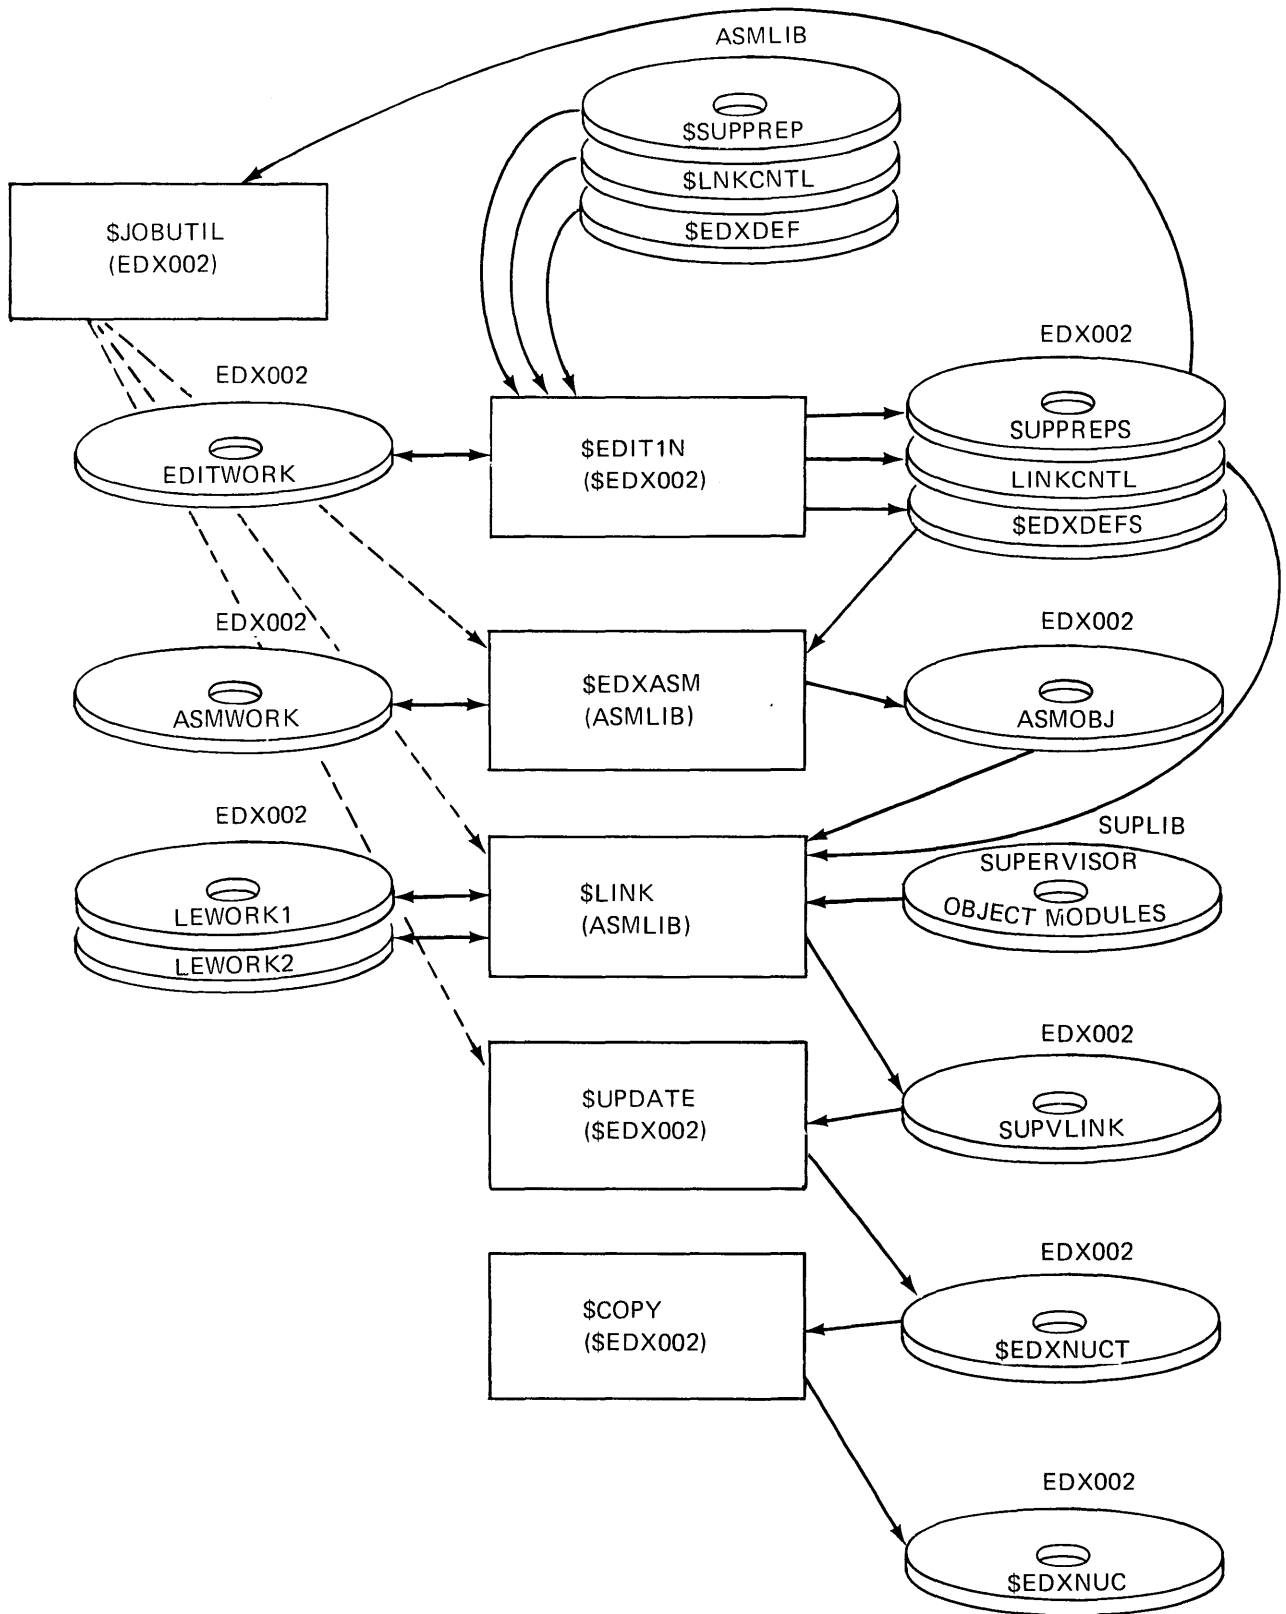 ASMLIB
$SUPPREP
$LNKCNTL
$EDXDEF
$JOBUTIL
(EDX002)
EDX002
EDITWORK
$EDIT1N
($EDX002)
EDX002
SUPPREPS
LINKCNTL
$EDXDEFS
EDX002
ASMWORK
$EDXASM
(ASMLIB)
EDX002
ASMOBJ
EDX002
LEWORK1
LEWORK2
$LINK
(ASMLIB)
SUPLIB
SUPERVISOR
OBJECT MODULES
$UPDATE
($EDX002)
EDX002
SUPVLINK
$COPY
($EDX002)
EDX002
$EDXNUCT
EDX002
$EDXNUC